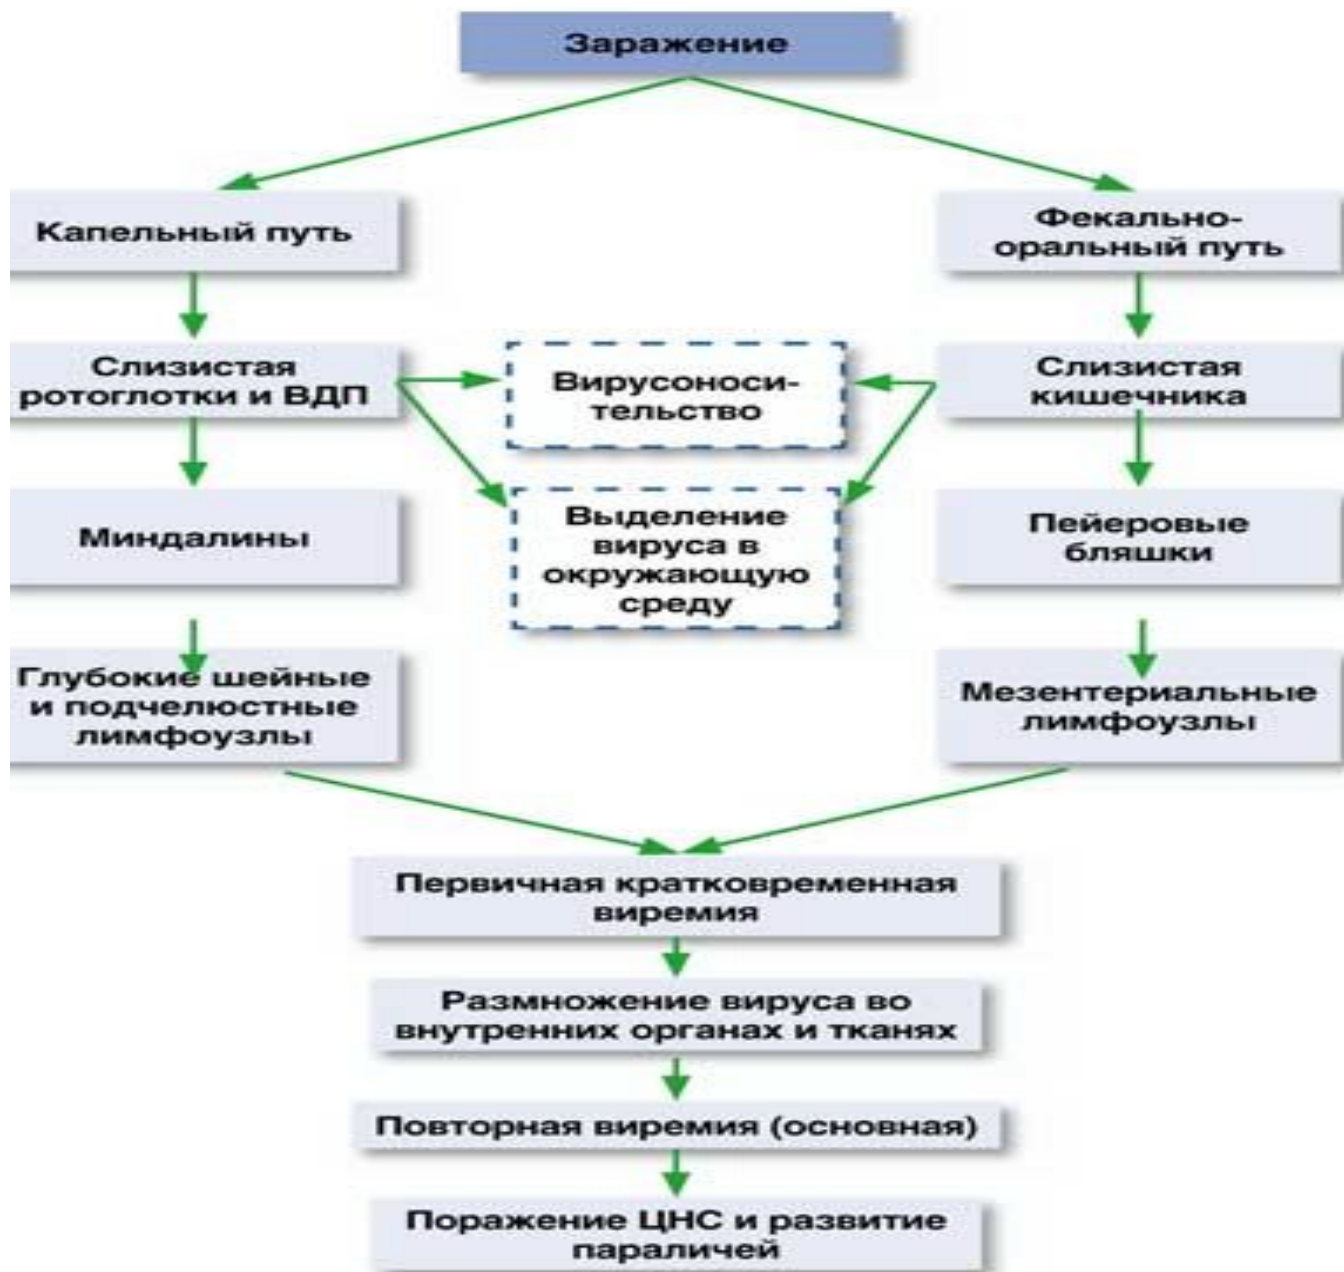 Заражение
Капельный путь
Фекально-
оральный путь
Слизистая
ротоглотки и ВДП
Вирусоноси-
тельство
Слизистая
кишечника
Миндалины
Выделение
вируса в
окружающую
среду
Пейеровые
бляшки
Глубокие шейные
и подчелюстные
лимфоузлы
Мезентериальные
лимфоузлы
Первичная кратковременная
виремия
Размножение вируса во
внутренних органах и тканях
Повторная виремия (основная)
Поражение ЦНС и развитие
параличей